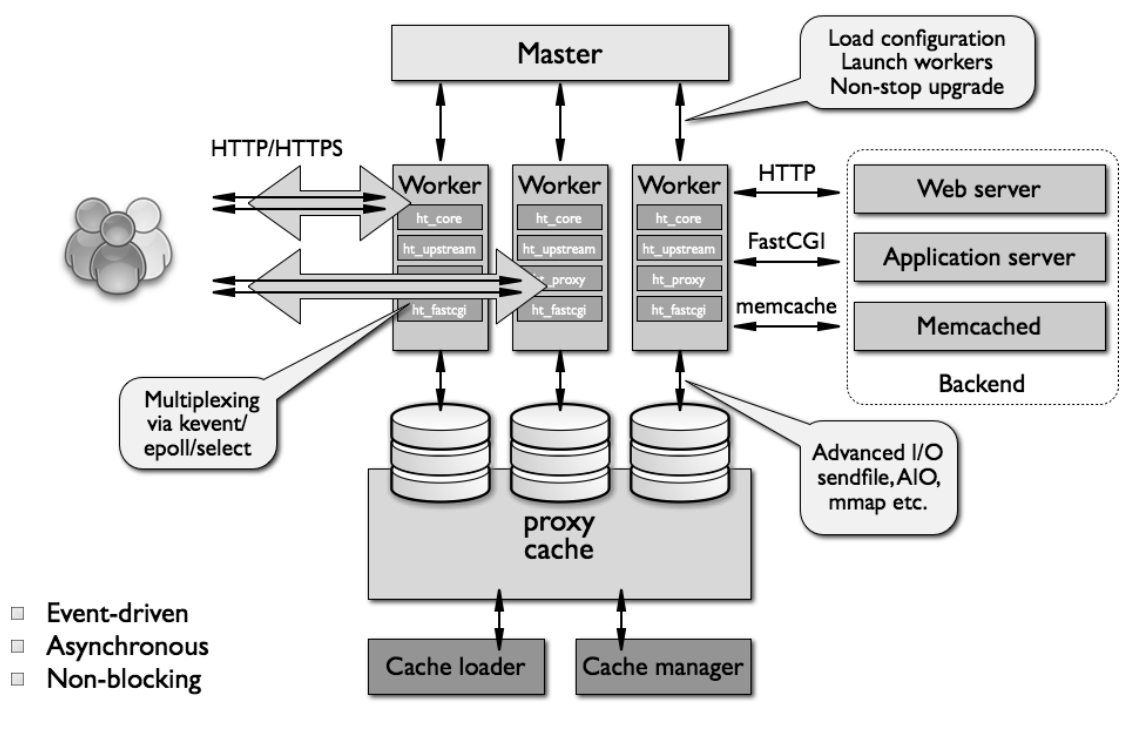 Master
Load configuration
Launch workers
Non-stop upgrade
HTTP/HTTPS
Worker
ht_core
ht_upstream
ht_fastcgi
Worker
ht_core
ht_upstream
ht_fastcgi
Worker
ht_core
ht_upstream
ht_proxy
ht_fastcgi
HTTP
FastCGI
memcache
Web server
Application server
Memcached
Backend
Multiplexing
via kevent/
epoll/select
Advanced I/O
sendfile, AIO,
mmap etc.
proxy
cache
Cache loader
Cache manager
Event-driven
Asynchronous
Non-blocking